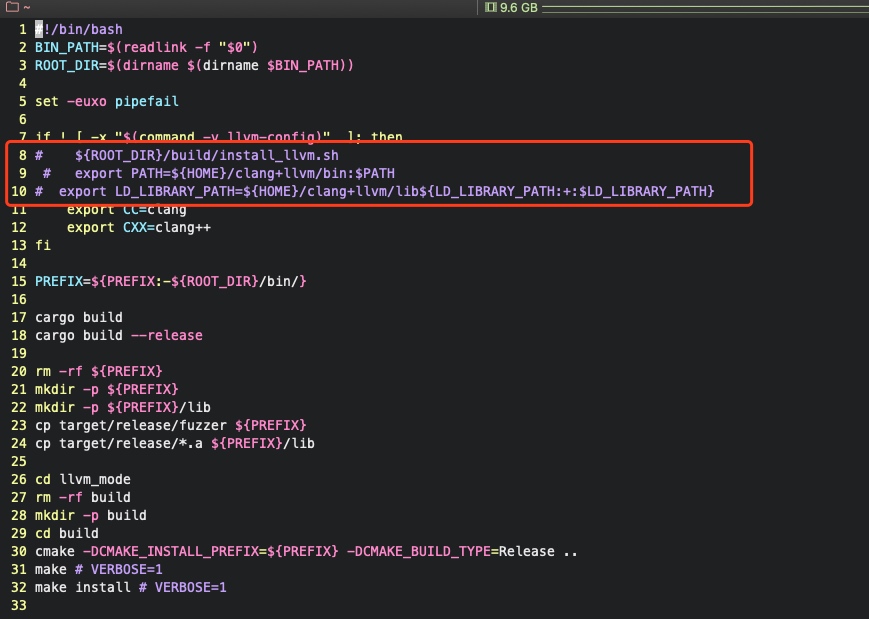 ~ 9.6 GB
1 #!/bin/bash
2 BIN_PATH=$(readlink -f "$0")
3 ROOT_DIR=$(dirname $(dirname $BIN_PATH))
4
5 set -euxo pipefail
6
7 if ! [ -x "$(command -v llvm-config)"  ]; then
8 #    ${ROOT_DIR}/build/install_llvm.sh
9  #   export PATH=${HOME}/clang+llvm/bin:$PATH
10 #  export LD_LIBRARY_PATH=${HOME}/clang+llvm/lib${LD_LIBRARY_PATH:+:$LD_LIBRARY_PATH}
11     export CC=clang
12     export CXX=clang++
13 fi
14
15 PREFIX=${PREFIX:-${ROOT_DIR}/bin/}
16
17 cargo build
18 cargo build --release
19
20 rm -rf ${PREFIX}
21 mkdir -p ${PREFIX}
22 mkdir -p ${PREFIX}/lib
23 cp target/release/fuzzer ${PREFIX}
24 cp target/release/*.a ${PREFIX}/lib
25
26 cd llvm_mode
27 rm -rf build
28 mkdir -p build
29 cd build
30 cmake -DCMAKE_INSTALL_PREFIX=${PREFIX} -DCMAKE_BUILD_TYPE=Release ..
31 make # VERBOSE=1
32 make install # VERBOSE=1
33